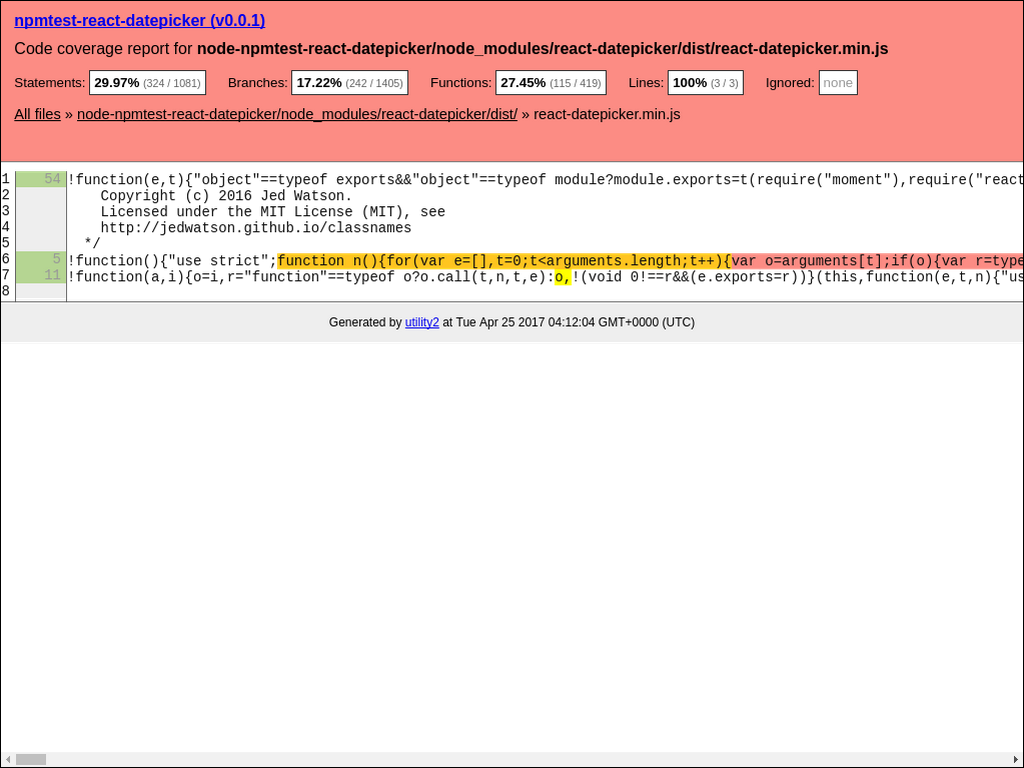 npmtest-react-datepicker (v0.0.1)
Code coverage report for node-npmtest-react-datepicker/node_modules/react-datepicker/dist/react-datepicker.min.js
Statements: 29.97% (324 / 1081) Branches: 17.22% (242 / 1405) Functions: 27.45% (115 / 419) Lines: 100% (3 / 3) Ignored: none
All files » node-npmtest-react-datepicker/node_modules/react-datepicker/dist/ » react-datepicker.min.js
1 54 !function(e,t){"object"==typeof exports&&"object"==typeof module?module.exports=t(require("moment"),require("react
2 Copyright (c) 2016 Jed Watson.
3 Licensed under the MIT License (MIT), see
4 http://jedwatson.github.io/classnames
5 */
6 5 !function(){"use strict";function n(){for(var e=[],t=0;t<arguments.length;t++){var o=arguments[t];if(o){var r=type
7 11 !function(a,i){o=i,r="function"==typeof o?o.call(t,n,t,e):o,!(void 0!==r&&(e.exports=r))}(this,function(e,t,n){"us
8
Generated by utility2 at Tue Apr 25 2017 04:12:04 GMT+0000 (UTC)